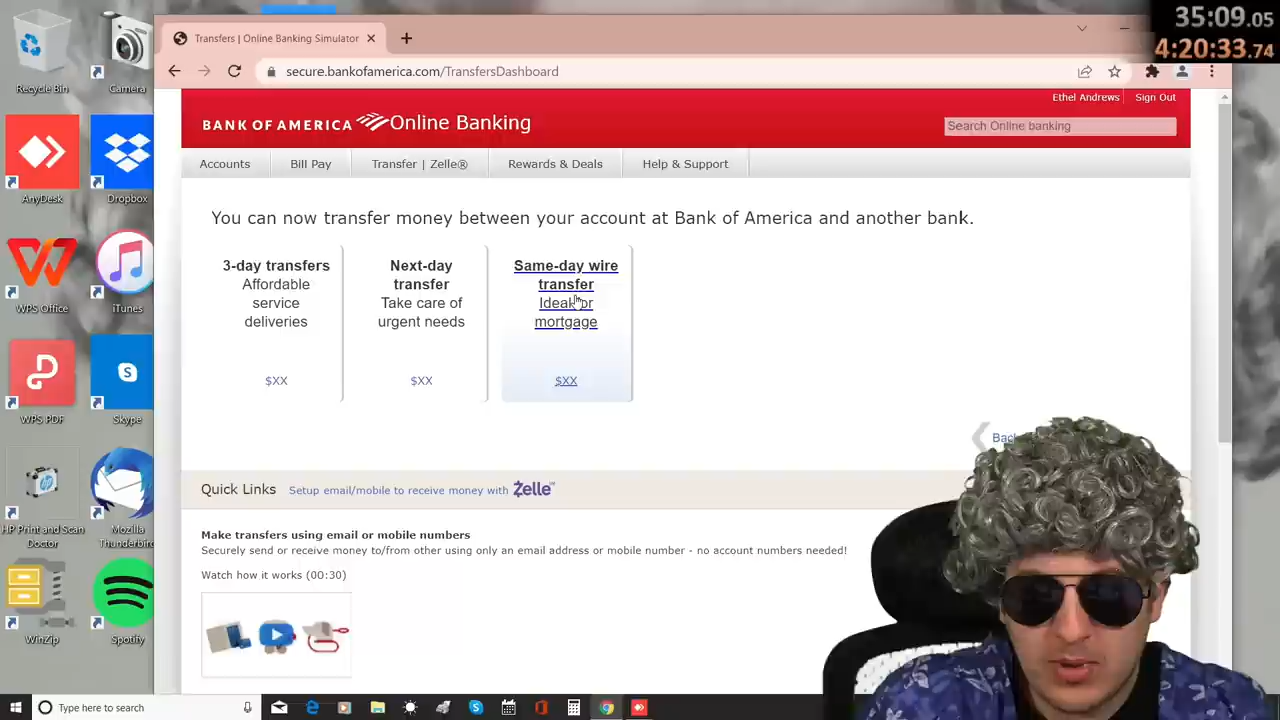 35:09.05
4:20:33.74
Transfers | Online Banking Simulator
secure.bankofamerica.com/TransfersDashboard
Ethel Andrews
Sign Out
BANK OF AMERICA
Online Banking
Search Online banking
Accounts
Bill Pay
Transfer | Zelle®
Rewards & Deals
Help & Support
You can now transfer money between your account at Bank of America and another bank.
3-day transfers
Affordable
service
deliveries
$XX
Next-day
transfer
Take care of
urgent needs
$XX
Same-day wire
transfer
Ideal for
mortgage
$XX
Quick Links
Setup email/mobile to receive money with Zelle
Make transfers using email or mobile numbers
Securely send or receive money to/from other using only an email address or mobile number - no account numbers needed!
Watch how it works (00:30)
Recycle Bin
Camera
AnyDesk
Dropbox
WPS Office
iTunes
WPS PDF
Skype
HP Print and Scan
Doctor
Mozilla
Thunderbird
WinZip
Spotify
Type here to search